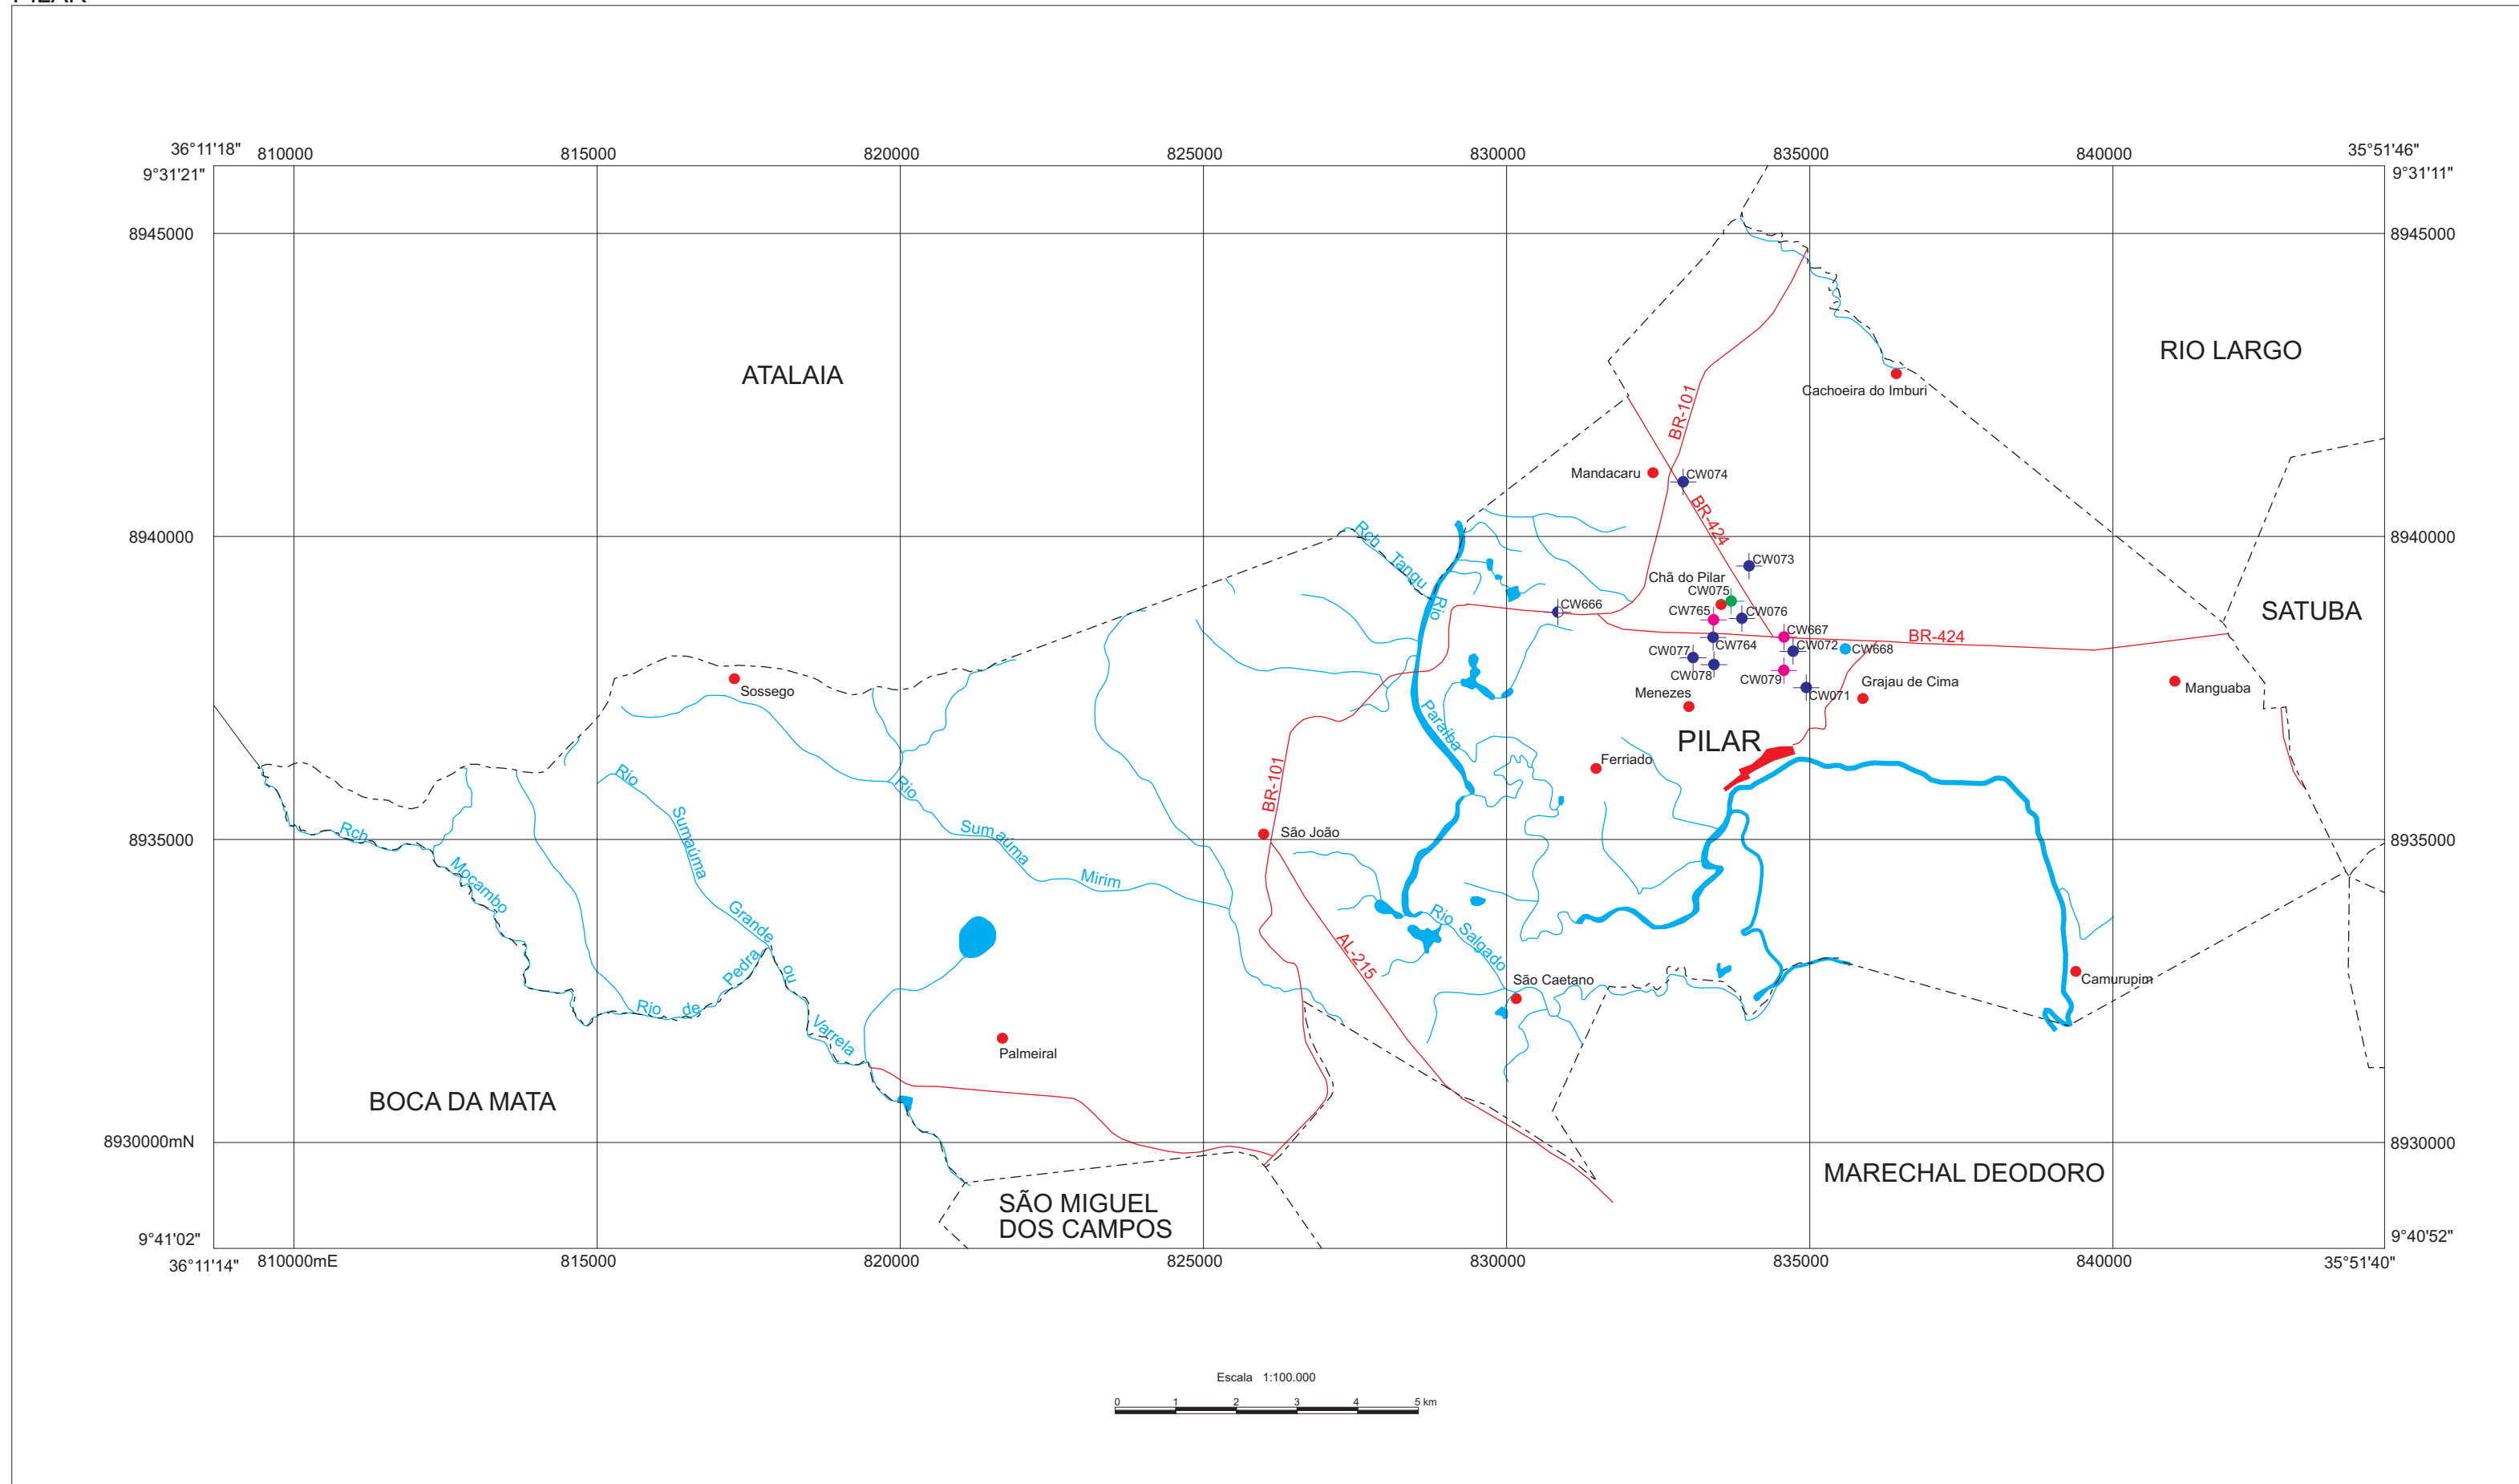 PILAR
36°11'18"
810000
815000
820000
825000
830000
835000
840000
35°51'46"
9°31'21"
9°31'11"
8945000
8945000
RIO LARGO
ATALAIA
Cachoeira do Imburi
BR-101
Mandacaru
CW074
BR-424
8940000
Rch Tangu
8940000
CW073
Chã do Pilar
CW075
Rio
CW666
CW765
CW076
SATUBA
CW667
BR-424
CW764
CW072
CW668
CW077
CW078
CW079
Grajau de Cima
Sossego
Menezes
CW071
Manguaba
Paraíba
PILAR
Ferriado
Rio
Rio
BR-101
Sumaúma
Sumaúma
Rch
São João
8935000
8935000
Mocambo
Mirim
Grande
Rio Salgado
AL-215
Pedra
ou
São Caetano
Camurupim
Rio de
Varrela
Palmeiral
BOCA DA MATA
8930000mN
8930000
MARECHAL DEODORO
SÃO MIGUEL
DOS CAMPOS
9°41'02"
9°40'52"
36°11'14"
810000mE
815000
820000
825000
830000
835000
840000
35°51'40"
Escala 1:100.000
0 1 2 3 4 5 km